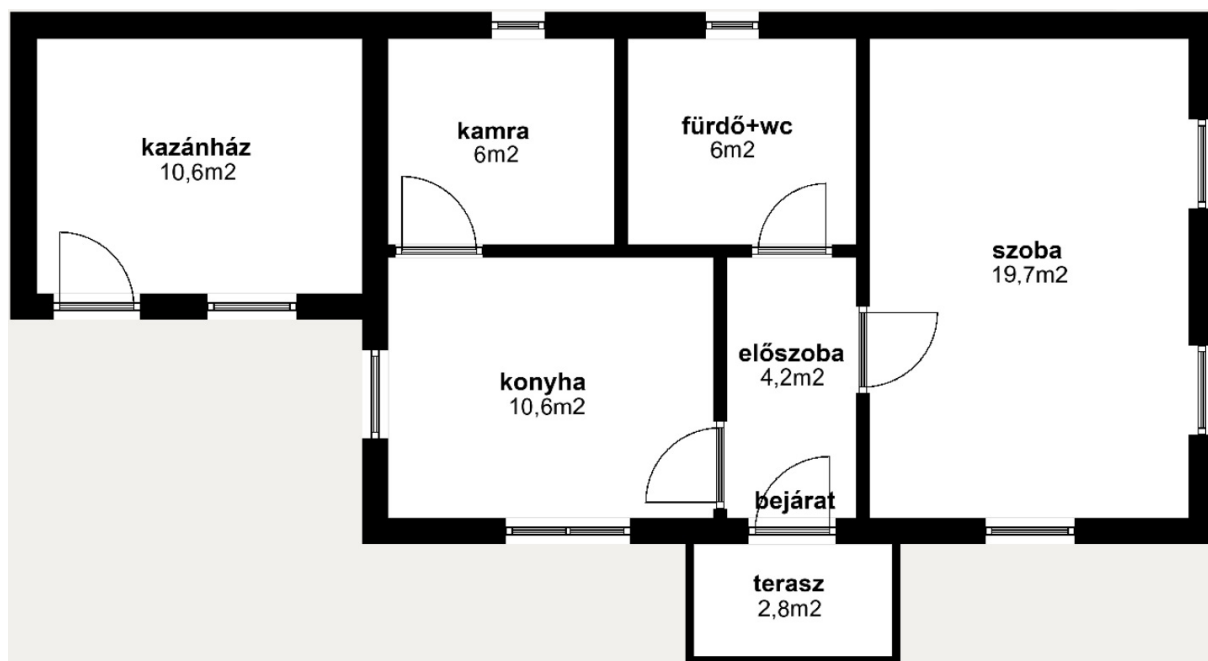 kazánház
10,6m2
kamra
6m2
fürdő+wc
6m2
szoba
19,7m2
előszoba
4,2m2
konyha
10,6m2
bejárat
terasz
2,8m2